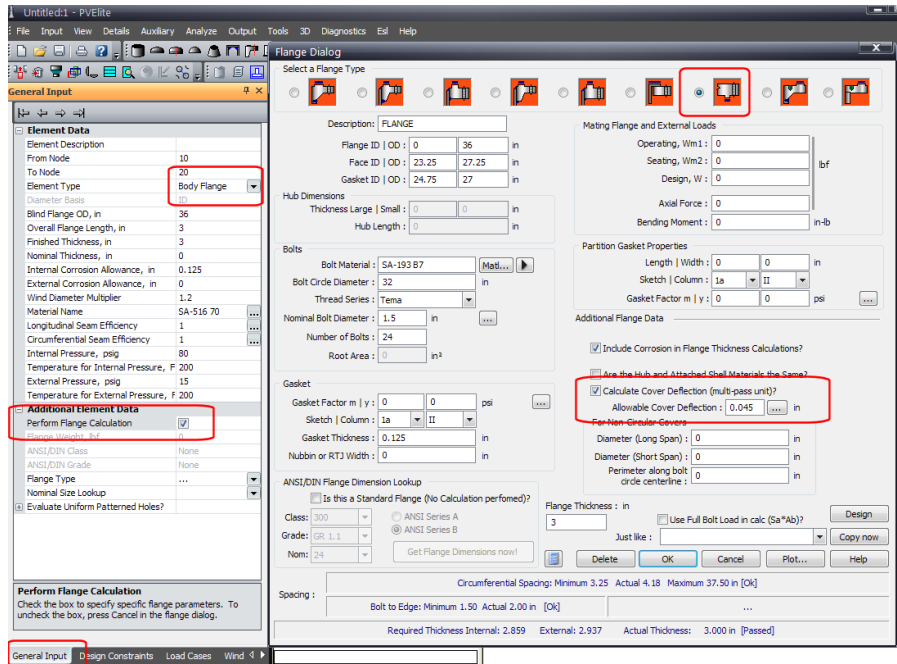 Untitled:1 - PVElite
File Input View Details Auxiliary Analyze Output Tools 3D Diagnostics Esl Help
General Input
Element Data
Element Description
From Node 10
To Node 20
Element Type Body Flange
Diameter Basis ID
Blind Flange OD, in 36
Overall Flange Length, in 3
Finished Thickness, in 3
Nominal Thickness, in 0
Internal Corrosion Allowance, in 0.125
External Corrosion Allowance, in 0
Wind Diameter Multiplier 1.2
Material Name SA-516 70 ...
Longitudinal Seam Efficiency 1 ...
Circumferential Seam Efficiency 1 ...
Internal Pressure, psig 80
Temperature for Internal Pressure, F 200
External Pressure, psig 15
Temperature for External Pressure, F 200
Additional Element Data
Perform Flange Calculation
Flange Weight, lbf 0
ANSI/DIN Class None
ANSI/DIN Grade None
Flange Type ...
Nominal Size Lookup
Evaluate Uniform Patterned Holes?
Perform Flange Calculation
Check the box to specify specific flange parameters. To
uncheck the box, press Cancel in the flange dialog.
General Input Design Constraints Load Cases Wind
Flange Dialog
Select a Flange Type
Description: FLANGE
Flange ID | OD : 0 36 in
Face ID | OD : 23.25 27.25 in
Gasket ID | OD : 24.75 27 in
Hub Dimensions
Thickness Large | Small : 0 0 in
Hub Length : 0 in
Bolts
Bolt Material : SA-193 B7 Matl...
Bolt Circle Diameter : 32 in
Thread Series : Tema
Nominal Bolt Diameter : 1.5 in ...
Number of Bolts : 24
Root Area : 0 in²
Gasket
Gasket Factor m | y : 0 0 psi ...
Sketch | Column : 1a II
Gasket Thickness : 0.125 in
Nubbin or RTJ Width : 0 in
ANSI/DIN Flange Dimension Lookup
Is this a Standard Flange (No Calculation perfomed)?
Class: 300 ANSI Series A
Grade: GR 1.1 ANSI Series B
Nom: 24 Get Flange Dimensions now!
Mating Flange and External Loads
Operating, Wm1 : 0
Seating, Wm2 : 0 lbf
Design, W : 0
Axial Force : 0
Bending Moment : 0 in-lb
Partition Gasket Properties
Length | Width : 0 0 in
Sketch | Column : 1a II
Gasket Factor m | y : 0 0 psi ...
Additional Flange Data
Include Corrosion in Flange Thickness Calculations?
Are the Hub and Attached Shell Materials the Same?
Calculate Cover Deflection (multi-pass unit)?
Allowable Cover Deflection : 0.045 ... in
For Non-Circular Covers
Diameter (Long Span) : 0 in
Diameter (Short Span) : 0 in
Perimeter along bolt
circle centerline : 0 in
Flange Thickness : in
3 Use Full Bolt Load in calc (Sa*Ab)? Design
Just like : Copy now
Delete OK Cancel Plot... Help
Spacing :
Circumferential Spacing: Minimum 3.25 Actual 4.18 Maximum 37.50 in [Ok]
Bolt to Edge: Minimum 1.50 Actual 2.00 in [Ok] ...
Required Thickness Internal: 2.859 External: 2.937 Actual Thickness: 3.000 in [Passed]